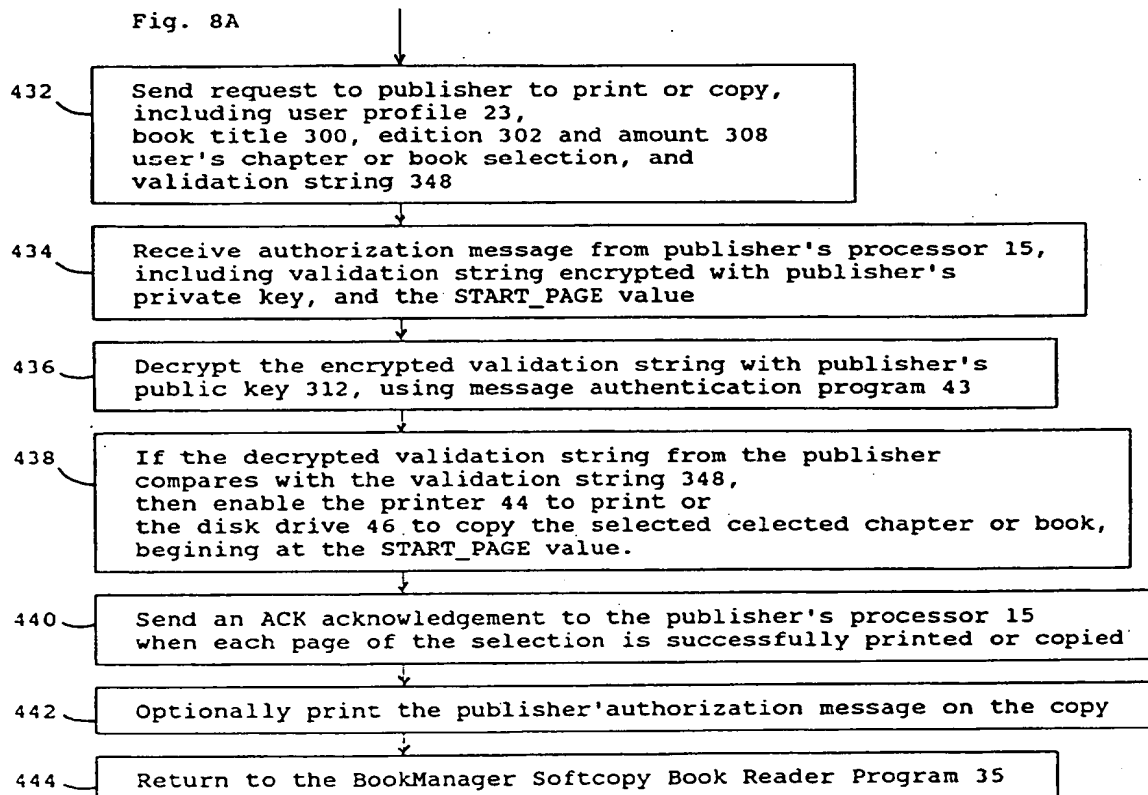 Fig. 8A
432
Send request to publisher to print or copy,
including user profile 23,
book title 300, edition 302 and amount 308
user's chapter or book selection, and
validation string 348
434
Receive authorization message from publisher's processor 15,
including validation string encrypted with publisher's
private key, and the START_PAGE value
436
Decrypt the encrypted validation string with publisher's
public key 312, using message authentication program 43
438
If the decrypted validation string from the publisher
compares with the validation string 348,
then enable the printer 44 to print or
the disk drive 46 to copy the selected celected chapter or book,
begining at the START_PAGE value.
440
Send an ACK acknowledgement to the publisher's processor 15
when each page of the selection is successfully printed or copied
442
Optionally print the publisher'authorization message on the copy
444
Return to the BookManager Softcopy Book Reader Program 35